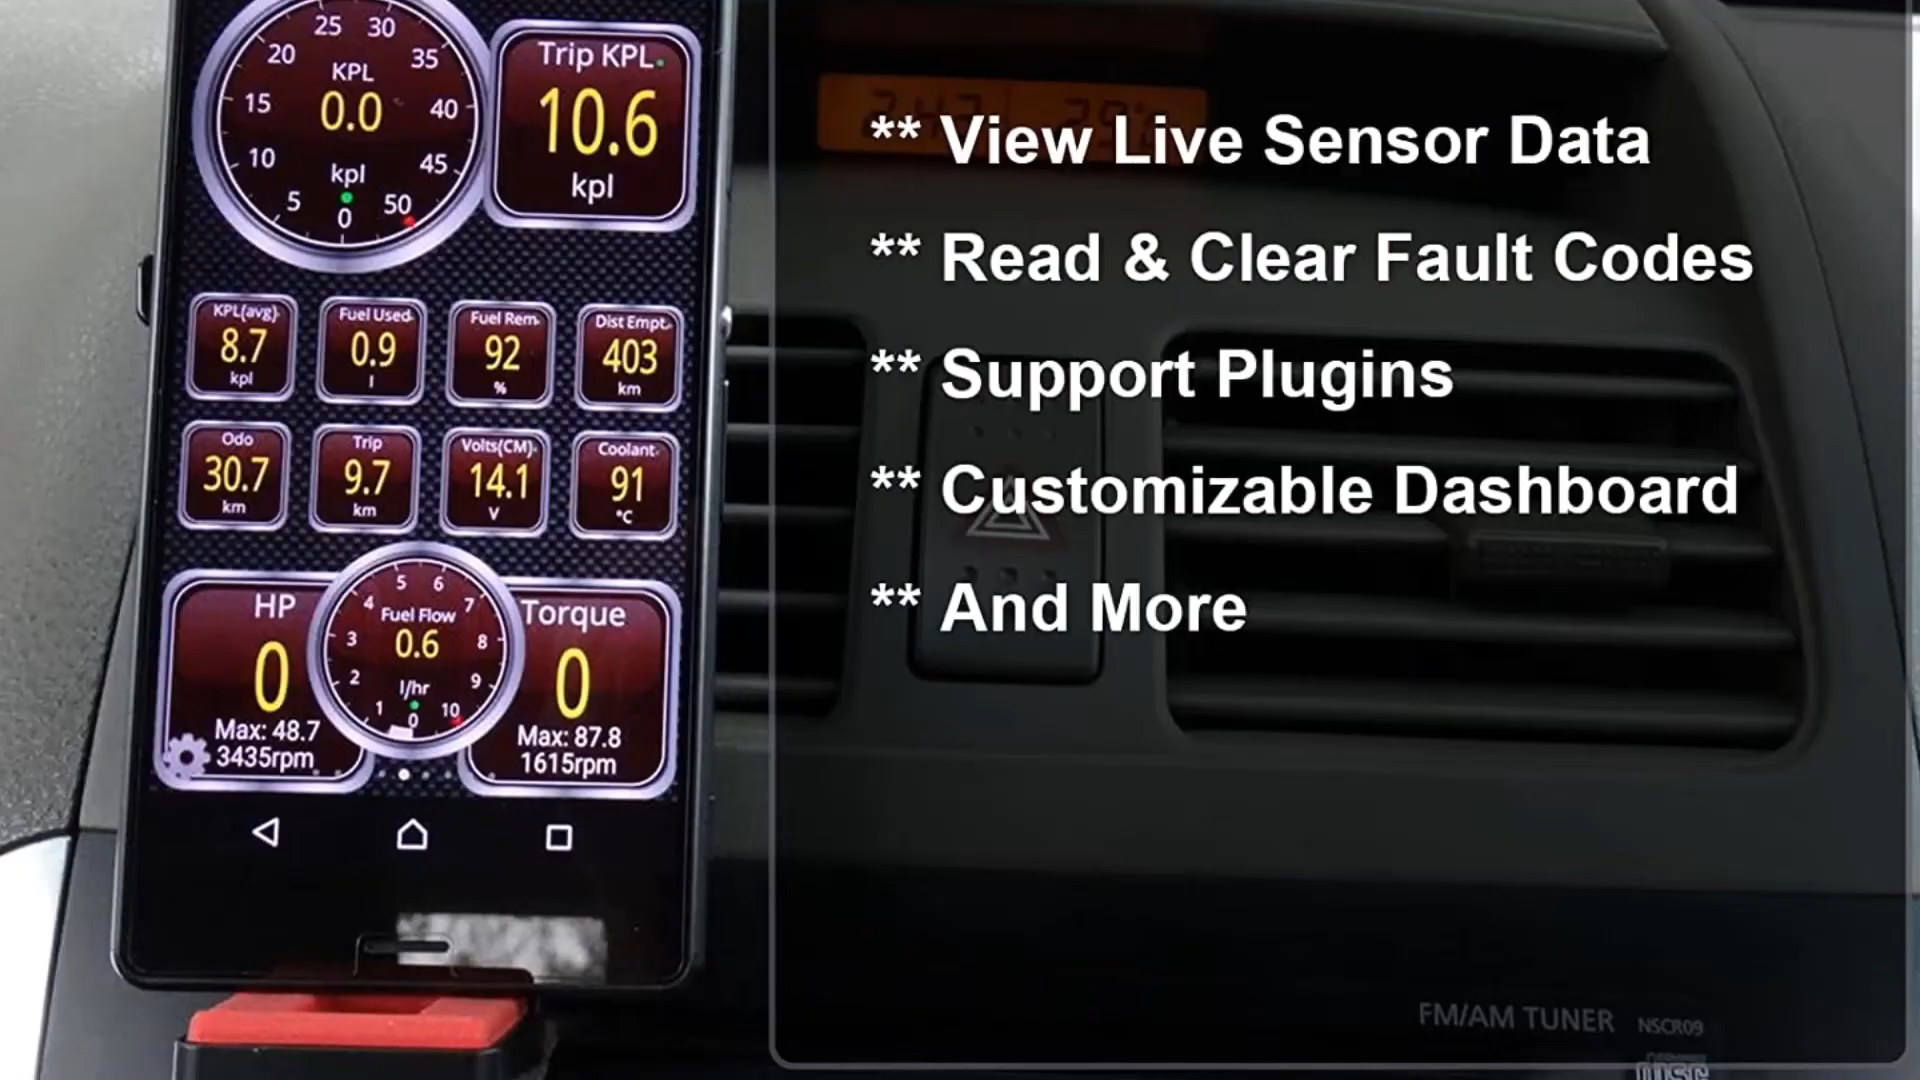 25 30
20 35
KPL
15 0.0 40
10 45
kpl
5 50
0
Trip KPL
10.6
kpl
KPL(avg)
8.7
kpl
Fuel Used
0.9
l
Fuel Rem
92
%
Dist Empt
403
km
Odo
30.7
km
Trip
9.7
km
Volts(CM)
14.1
V
Coolant
91
°C
HP
0
Max: 48.7
3435rpm
5 6
4 7
Fuel Flow
3 0.6 8
2 9
l/hr
1 10
0
Torque
0
Max: 87.8
1615rpm
** View Live Sensor Data
** Read & Clear Fault Codes
** Support Plugins
** Customizable Dashboard
** And More
FM/AM TUNER NSCR09